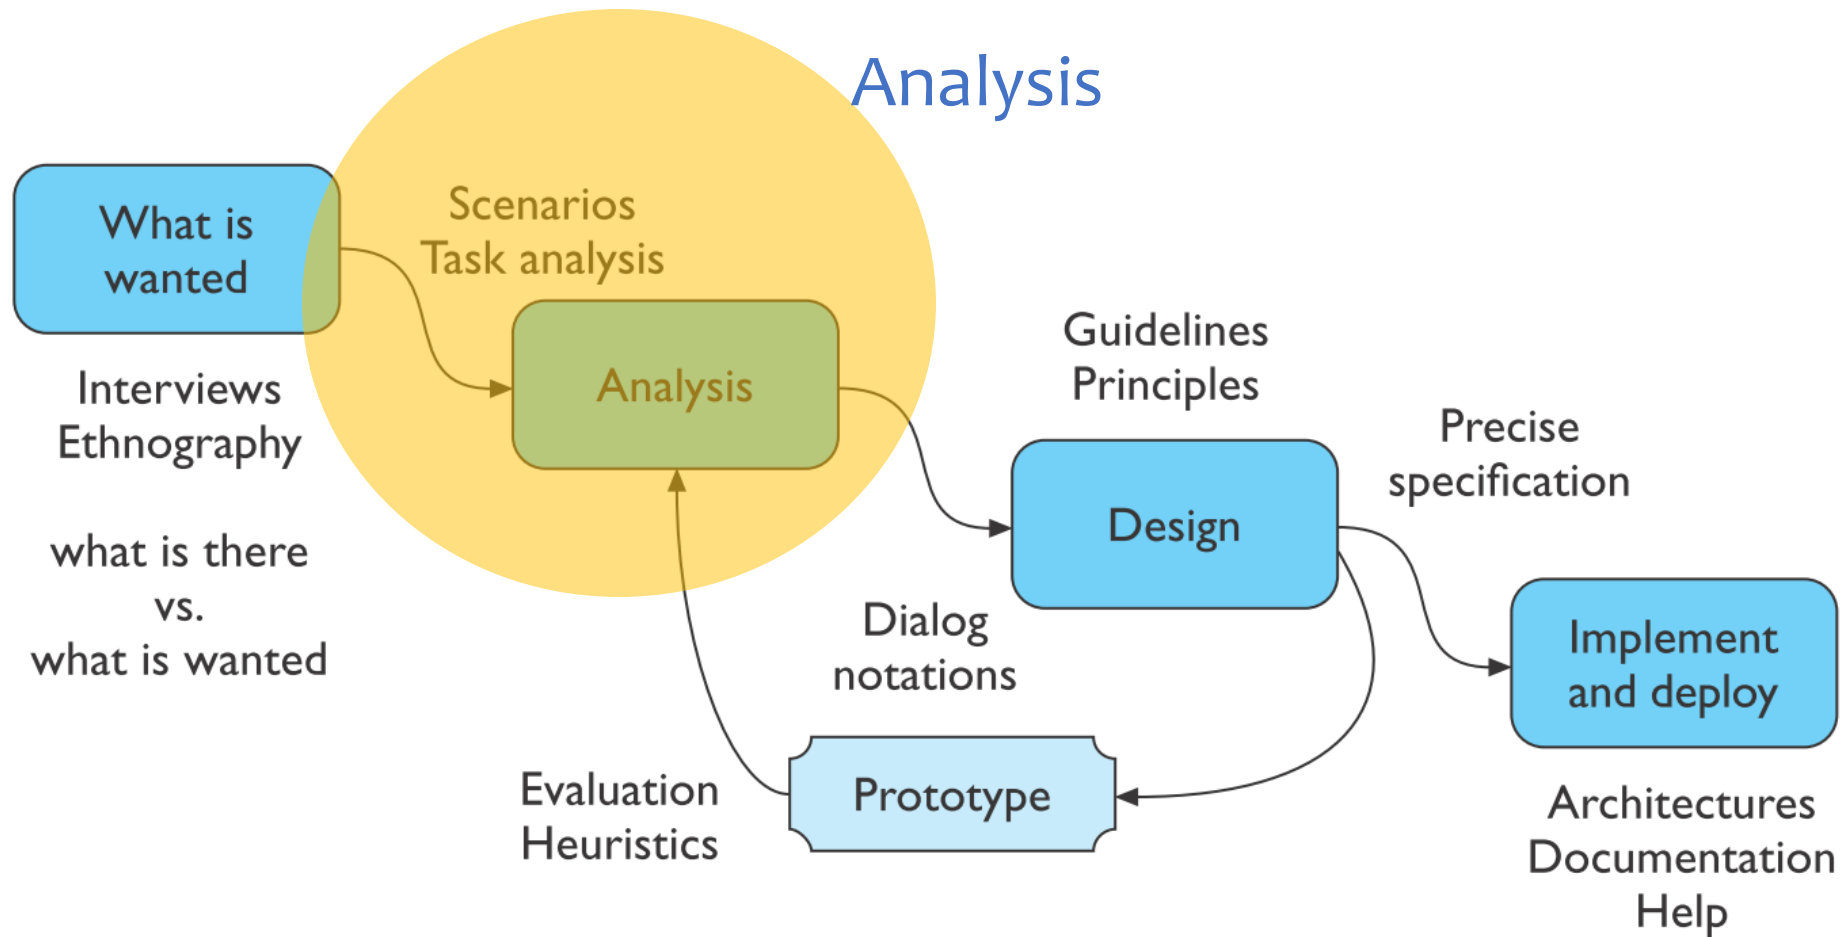 Analysis
What is
wanted
Interviews
Ethnography
what is there
vs.
what is wanted
Scenarios
Task analysis
Analysis
Guidelines
Principles
Design
Precise
specification
Dialog
notations
Evaluation
Heuristics
Prototype
Implement
and deploy
Architectures
Documentation
Help